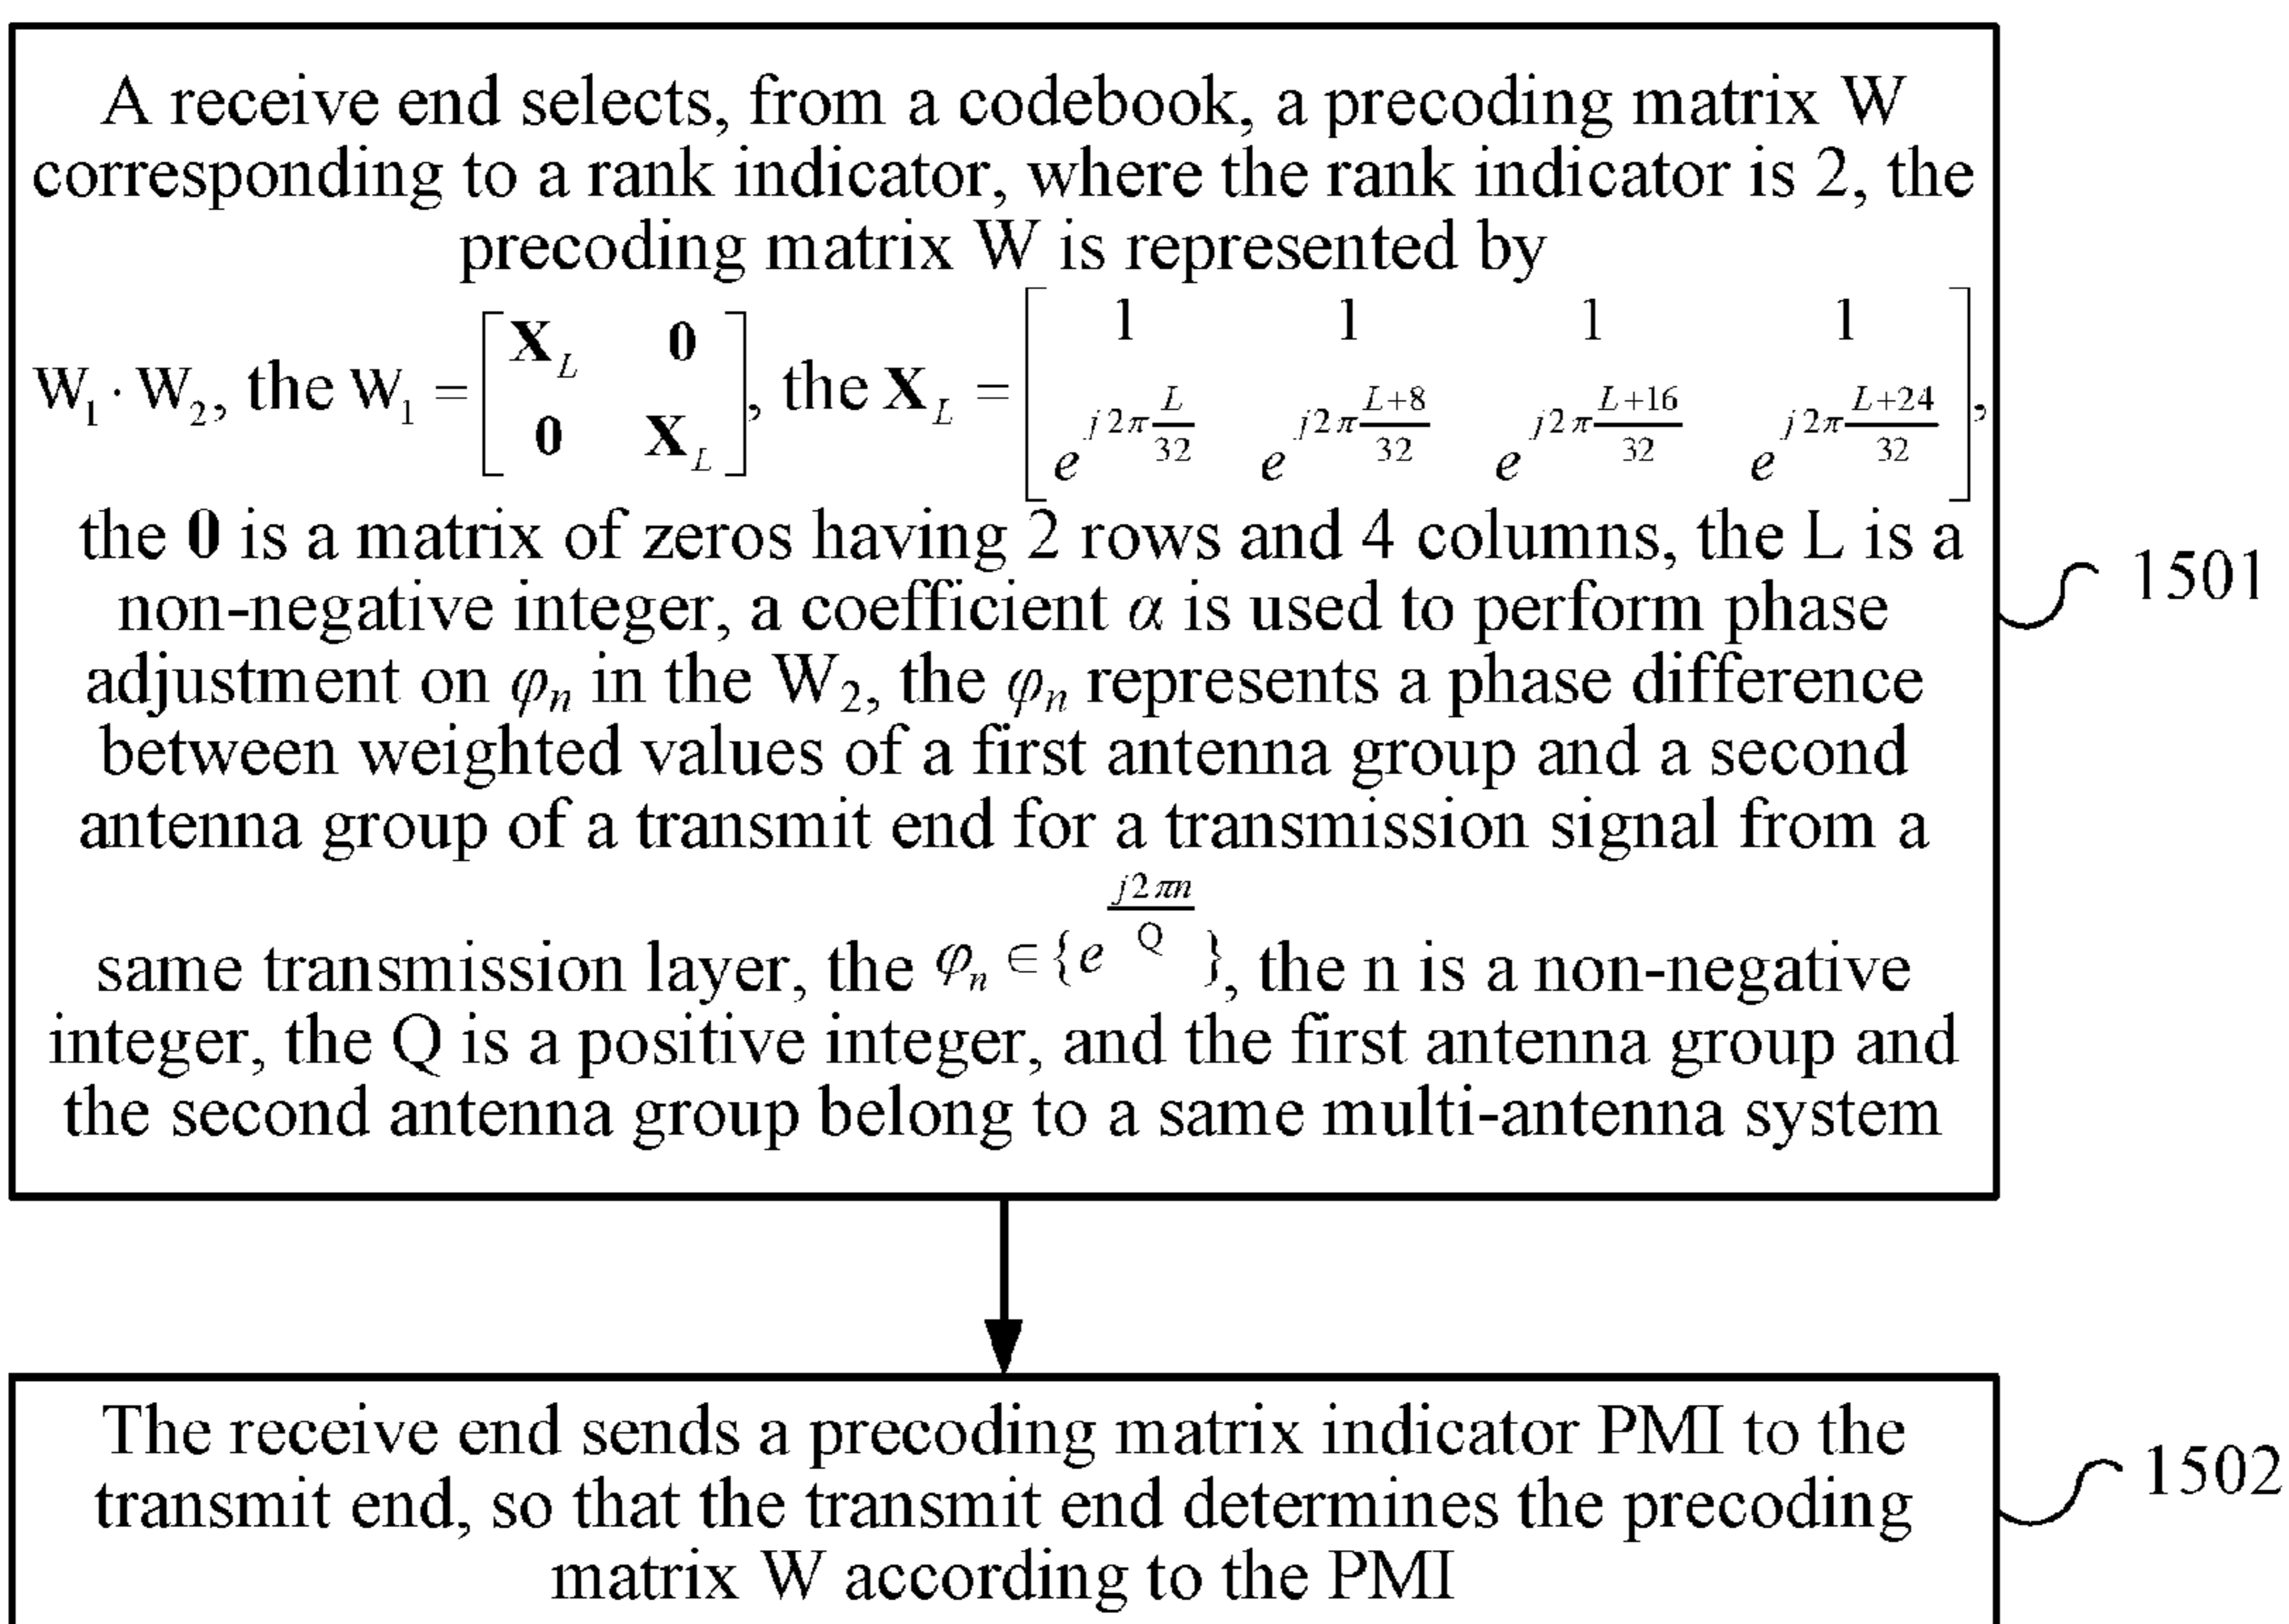 A receive end selects, from a codebook, a precoding matrix W
corresponding to a rank indicator, where the rank indicator is 2, the
precoding matrix W is represented by
W₁ · W₂, the W₁ = [X_L 0; 0 X_L], the X_L = [1 1 1 1; e^{j2π\frac{L}{32}} e^{j2π\frac{L+8}{32}} e^{j2π\frac{L+16}{32}} e^{j2π\frac{L+24}{32}}],
the 0 is a matrix of zeros having 2 rows and 4 columns, the L is a
non-negative integer, a coefficient α is used to perform phase
adjustment on φₙ in the W₂, the φₙ represents a phase difference
between weighted values of a first antenna group and a second
antenna group of a transmit end for a transmission signal from a
same transmission layer, the φₙ ∈ {e^{\frac{j2πn}{Q}}}, the n is a non-negative
integer, the Q is a positive integer, and the first antenna group and
the second antenna group belong to a same multi-antenna system
1501
The receive end sends a precoding matrix indicator PMI to the
transmit end, so that the transmit end determines the precoding
matrix W according to the PMI
1502